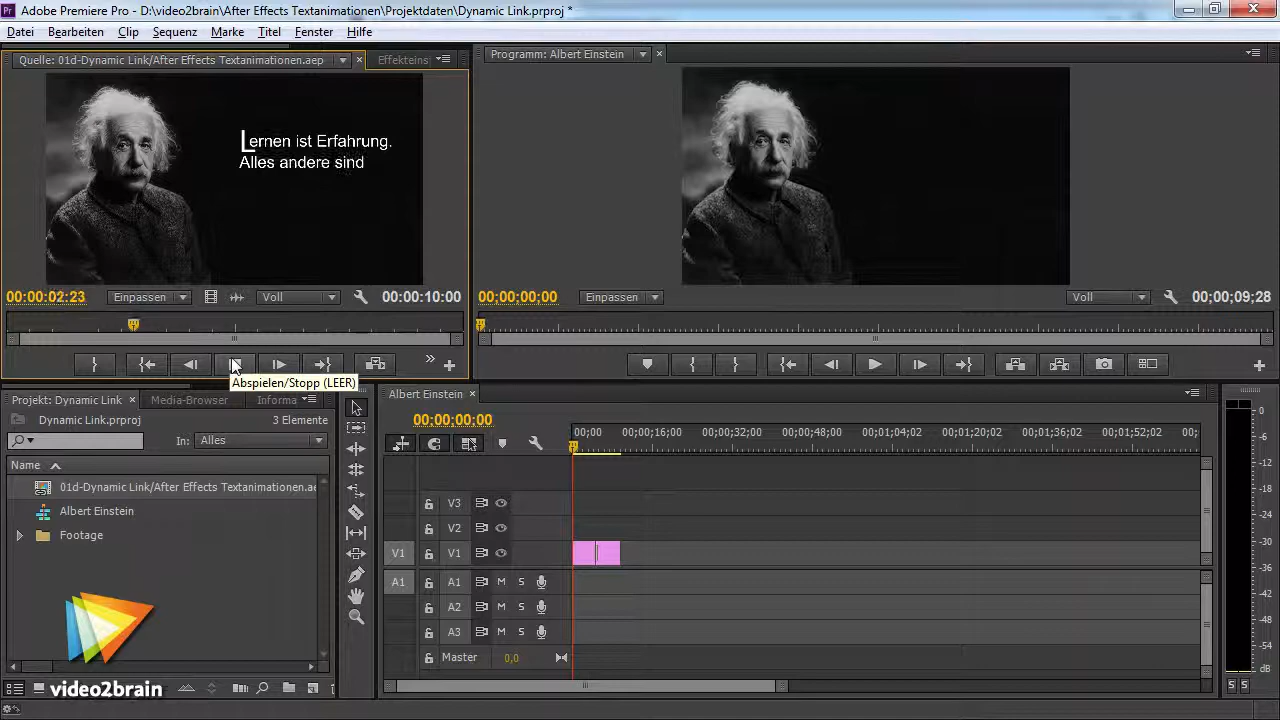 Adobe Premiere Pro - D:\video2brain\After Effects Textanimationen\Projektdaten\Dynamic Link.prproj *
Datei Bearbeiten Clip Sequenz Marke Titel Fenster Hilfe
Quelle: 01d-Dynamic Link/After Effects Textanimationen.aep
Effekteins
Programm: Albert Einstein
Lernen ist Erfahrung.
Alles andere sind
00:00:02:23 Einpassen Voll 00:00:10:00
00;00;00;00 Einpassen Voll 00;00;09;28
Abspielen/Stopp (LEER)
Projekt: Dynamic Link Media-Browser Informa
Dynamic Link.prproj 3 Elemente
In: Alles
Name
01d-Dynamic Link/After Effects Textanimationen.ae
Albert Einstein
Footage
video2brain
Albert Einstein
00;00;00;00
00;00 00;00;16;00 00;00;32;00 00;00;48;00 00;01;04;02 00;01;20;02 00;01;36;02 00;01;52;02 00;
V3
V2
V1 V1
A1 A1 M S
A2 M S
A3 M S
Master 0,0
0
-6
-12
-18
-24
-30
-36
-42
-48
-54
dB
S S